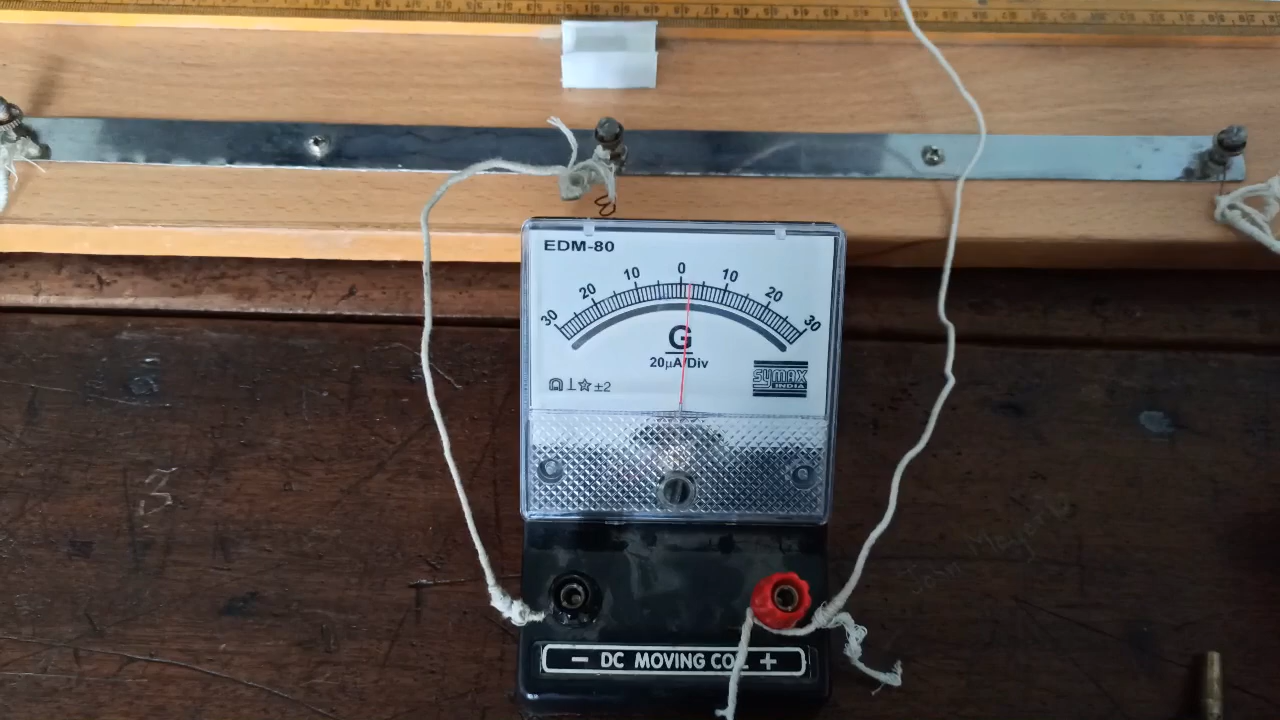 EDM-80
30 20 10 0 10 20 30
G
20µA/Div
±2
SYMAX
INDIA
− DC MOVING COIL +